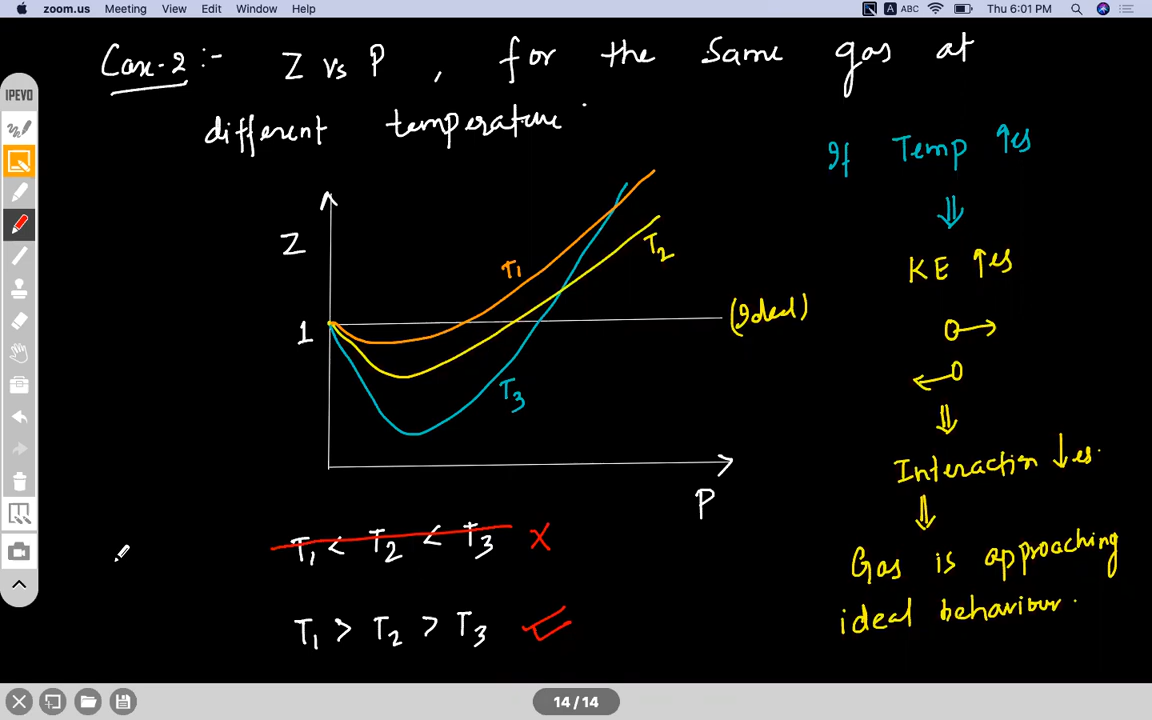 zoom.us Meeting View Edit Window Help
A ABC Thu 6:01 PM
IPEVO
Case-2 :- Z vs P , for the same gas at
different temperature
Z
1
T1
T2
T3
(Ideal)
P
T1 < T2 < T3 X
T1 > T2 > T3
If Temp ↑es
⇓
KE ↑es
⇓
Interaction ↓es.
⇓
Gas is approaching
ideal behaviour.
14 / 14